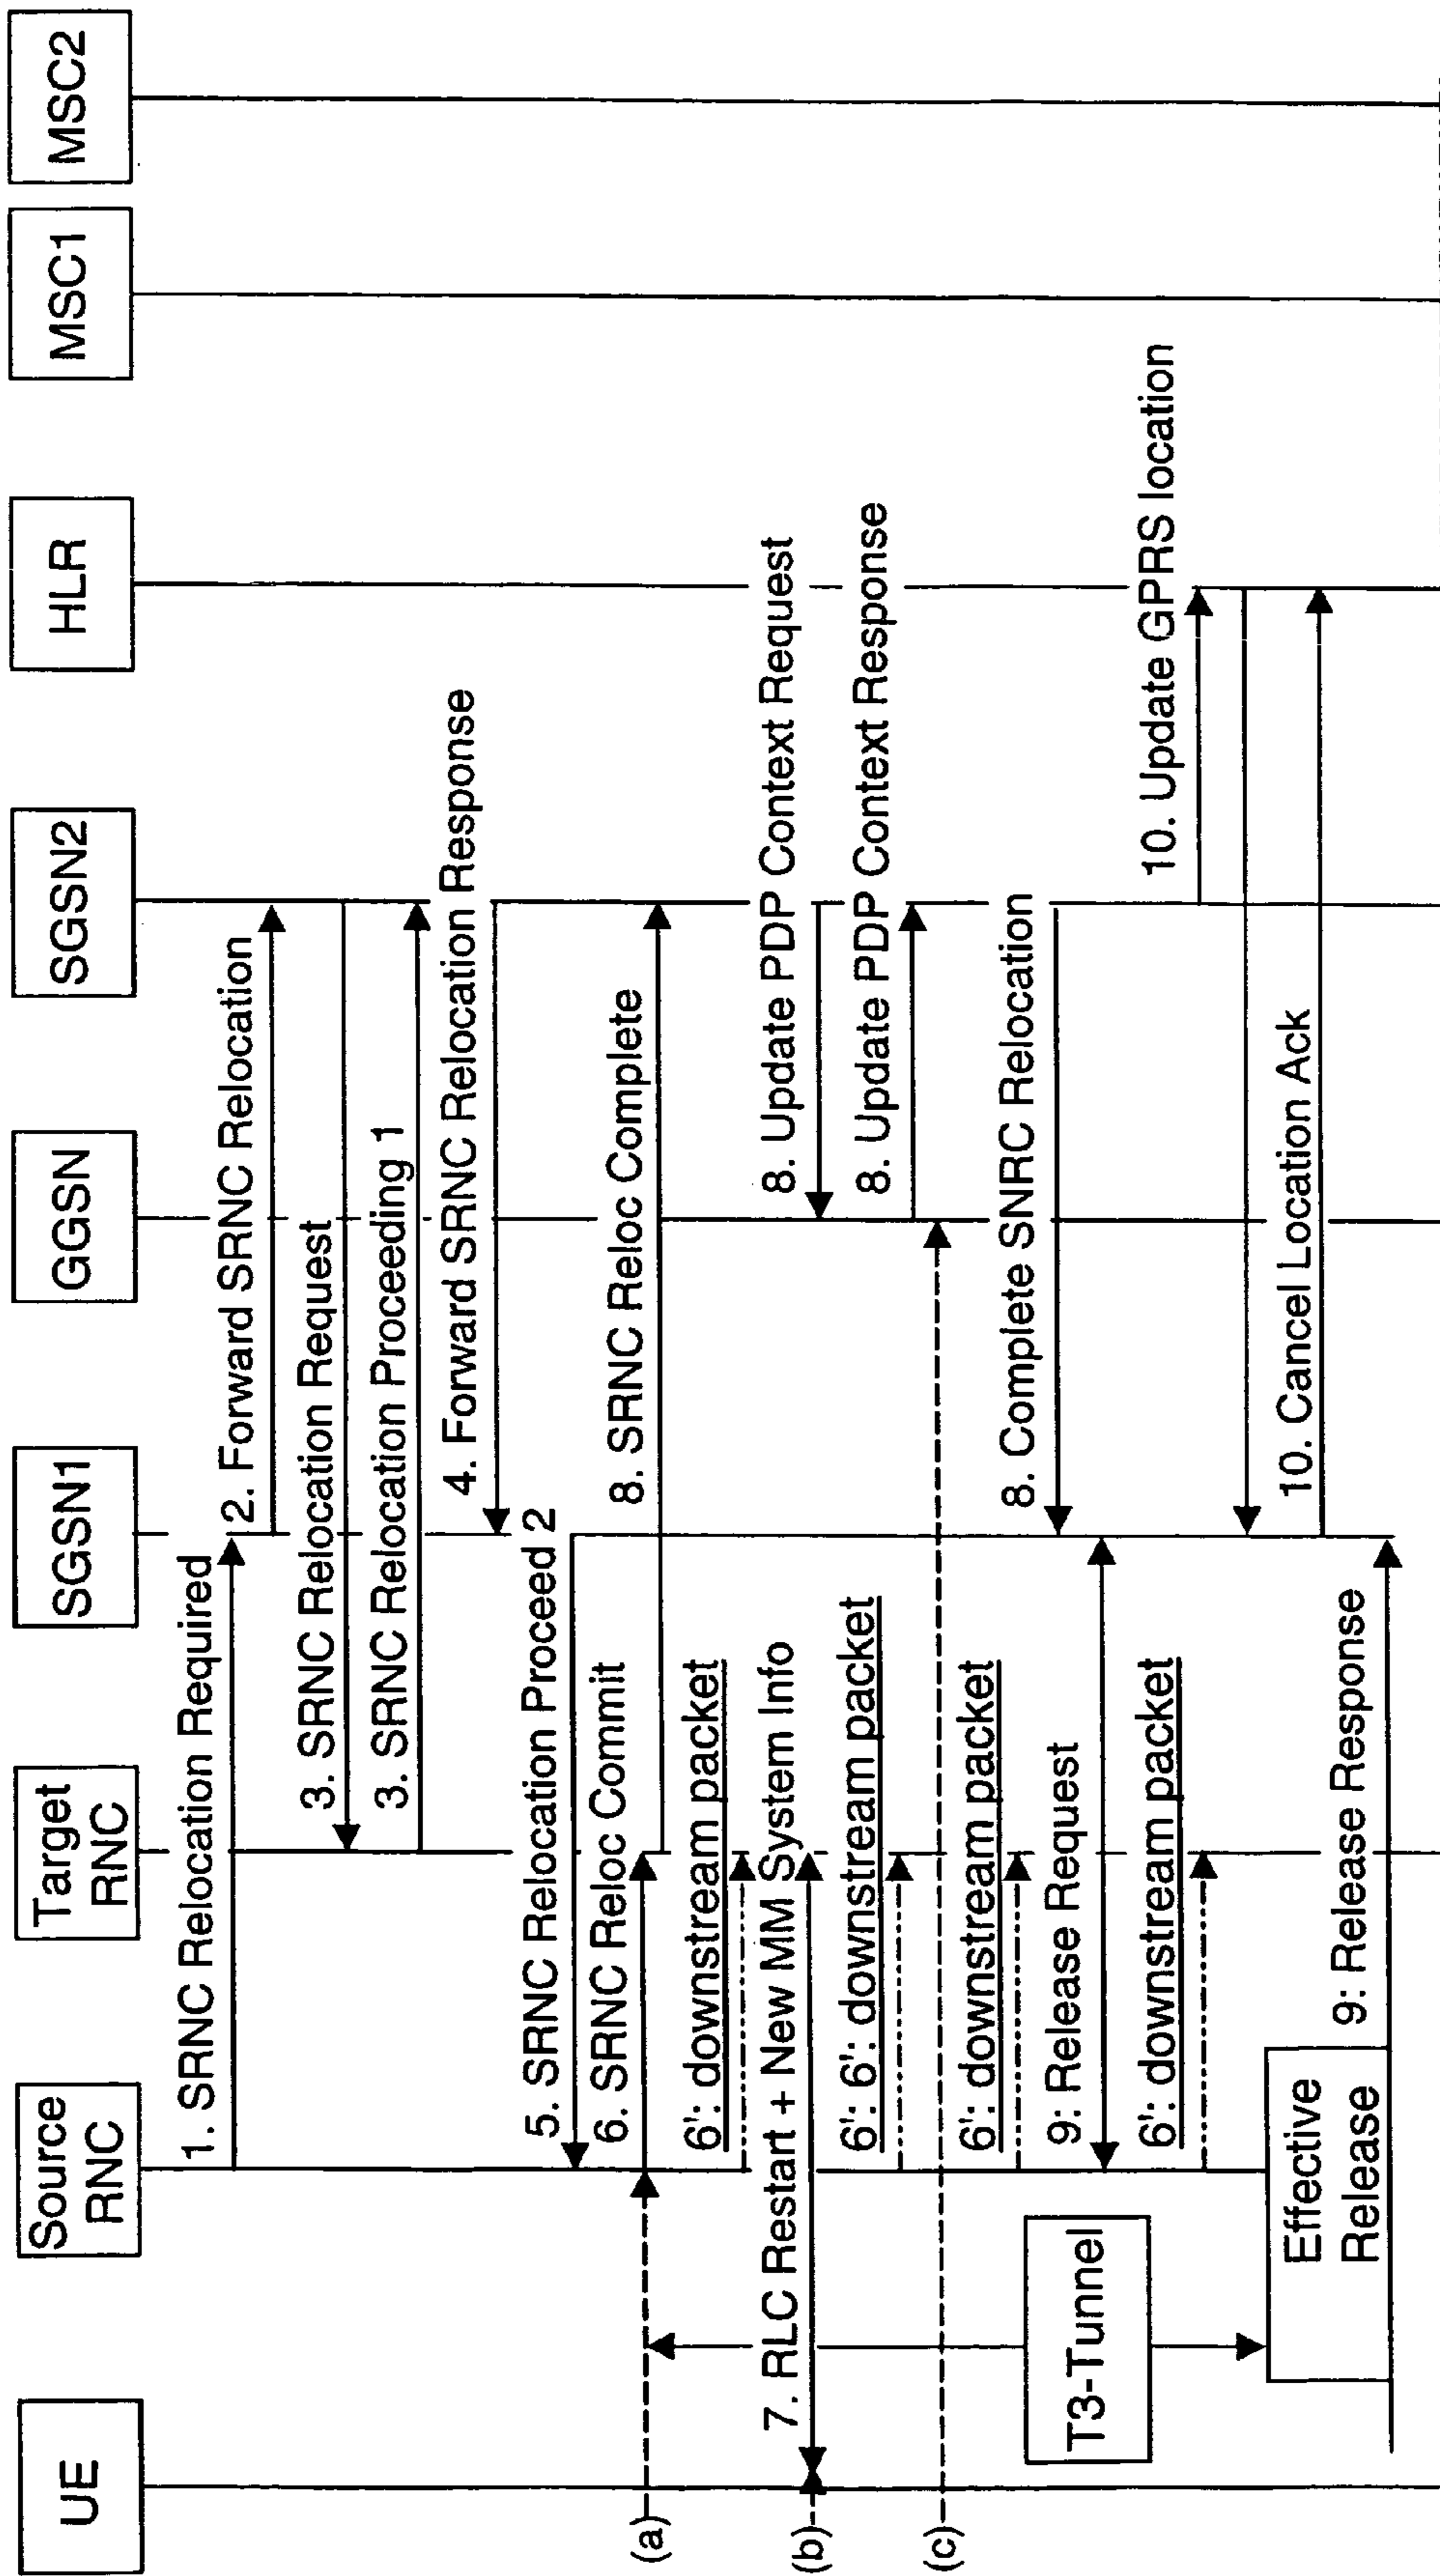 UE
Source
RNC
Target
RNC
SGSN1
GGSN
SGSN2
HLR
MSC1
MSC2
1. SRNC Relocation Required
2. Forward SRNC Relocation
3. SRNC Relocation Request
3. SRNC Relocation Proceeding 1
4. Forward SRNC Relocation Response
5. SRNC Relocation Proceed 2
6. SRNC Reloc Commit
8. SRNC Reloc Complete
(a)
6': downstream packet
7. RLC Restart + New MM System Info
8. Update PDP Context Request
(b)
6': 6': downstream packet
8. Update PDP Context Response
(c)
6': downstream packet
8. Complete SNRC Relocation
9: Release Request
T3-Tunnel
6': downstream packet
10. Update GPRS location
10. Cancel Location Ack
Effective
Release
9: Release Response